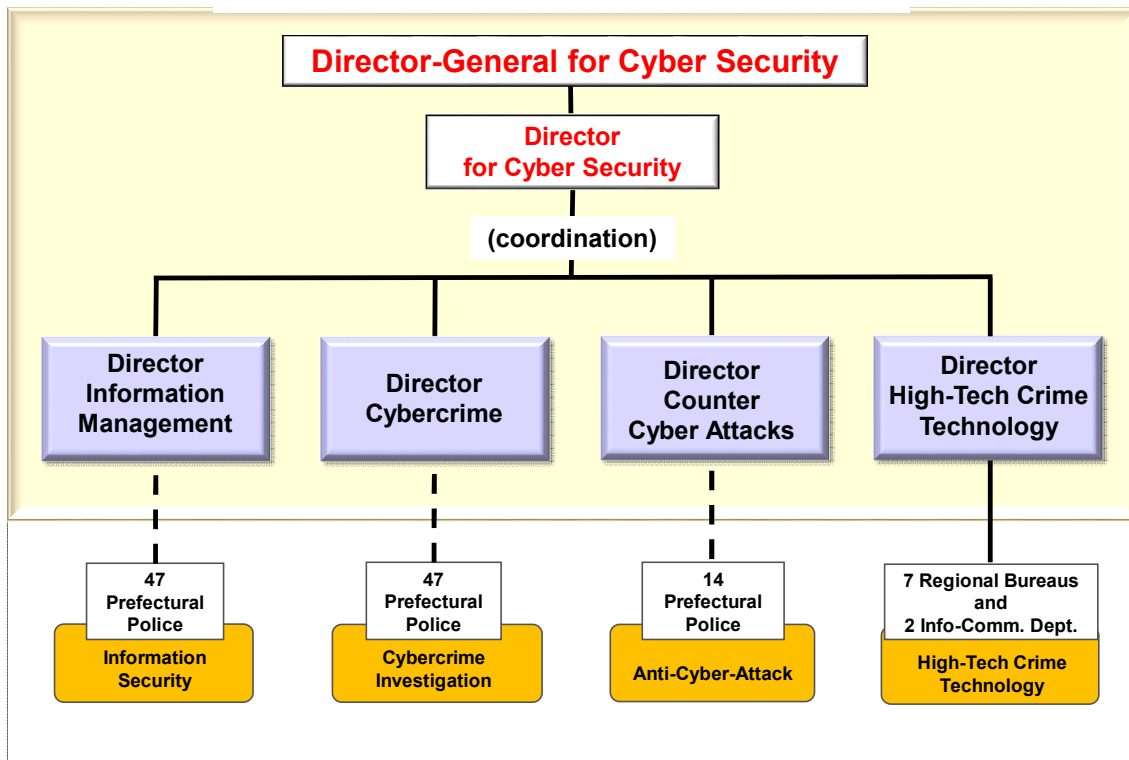 Director-General for Cyber Security
Director
for Cyber Security
(coordination)
Director
Information
Management
Director
Cybercrime
Director
Counter
Cyber Attacks
Director
High-Tech Crime
Technology
47
Prefectural
Police
Information
Security
47
Prefectural
Police
Cybercrime
Investigation
14
Prefectural
Police
Anti-Cyber-Attack
7 Regional Bureaus
and
2 Info-Comm. Dept.
High-Tech Crime
Technology